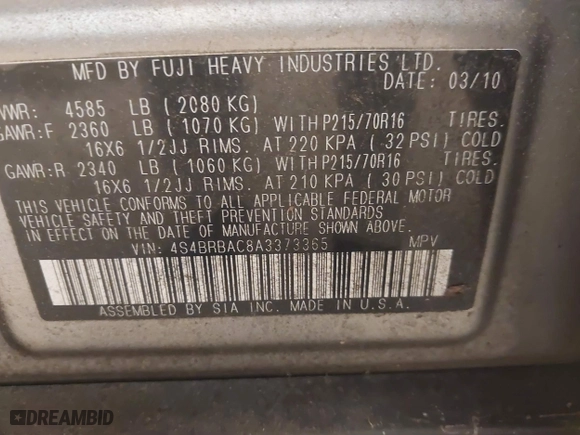 MFD BY FUJI HEAVY INDUSTRIES LTD.
DATE: 03/10
VWR: 4585 LB (2080 KG)
GAWR:F 2360 LB (1070 KG) WITH P215/70R16 TIRES.
16X6 1/2JJ RIMS. AT 220 KPA (32 PSI) COLD
GAWR:R 2340 LB (1060 KG) WITH P215/70R16 TIRES.
16X6 1/2JJ RIMS. AT 210 KPA (30 PSI) COLD
THIS VEHICLE CONFORMS TO ALL APPLICABLE FEDERAL MOTOR
VEHICLE SAFETY AND THEFT PREVENTION STANDARDS
IN EFFECT ON THE DATE OF MANUFACTURE SHOWN ABOVE.
VIN: 4S4BRBAC8A3373365 MPV
ASSEMBLED BY SIA INC. MADE IN U.S.A.
DREAMBID